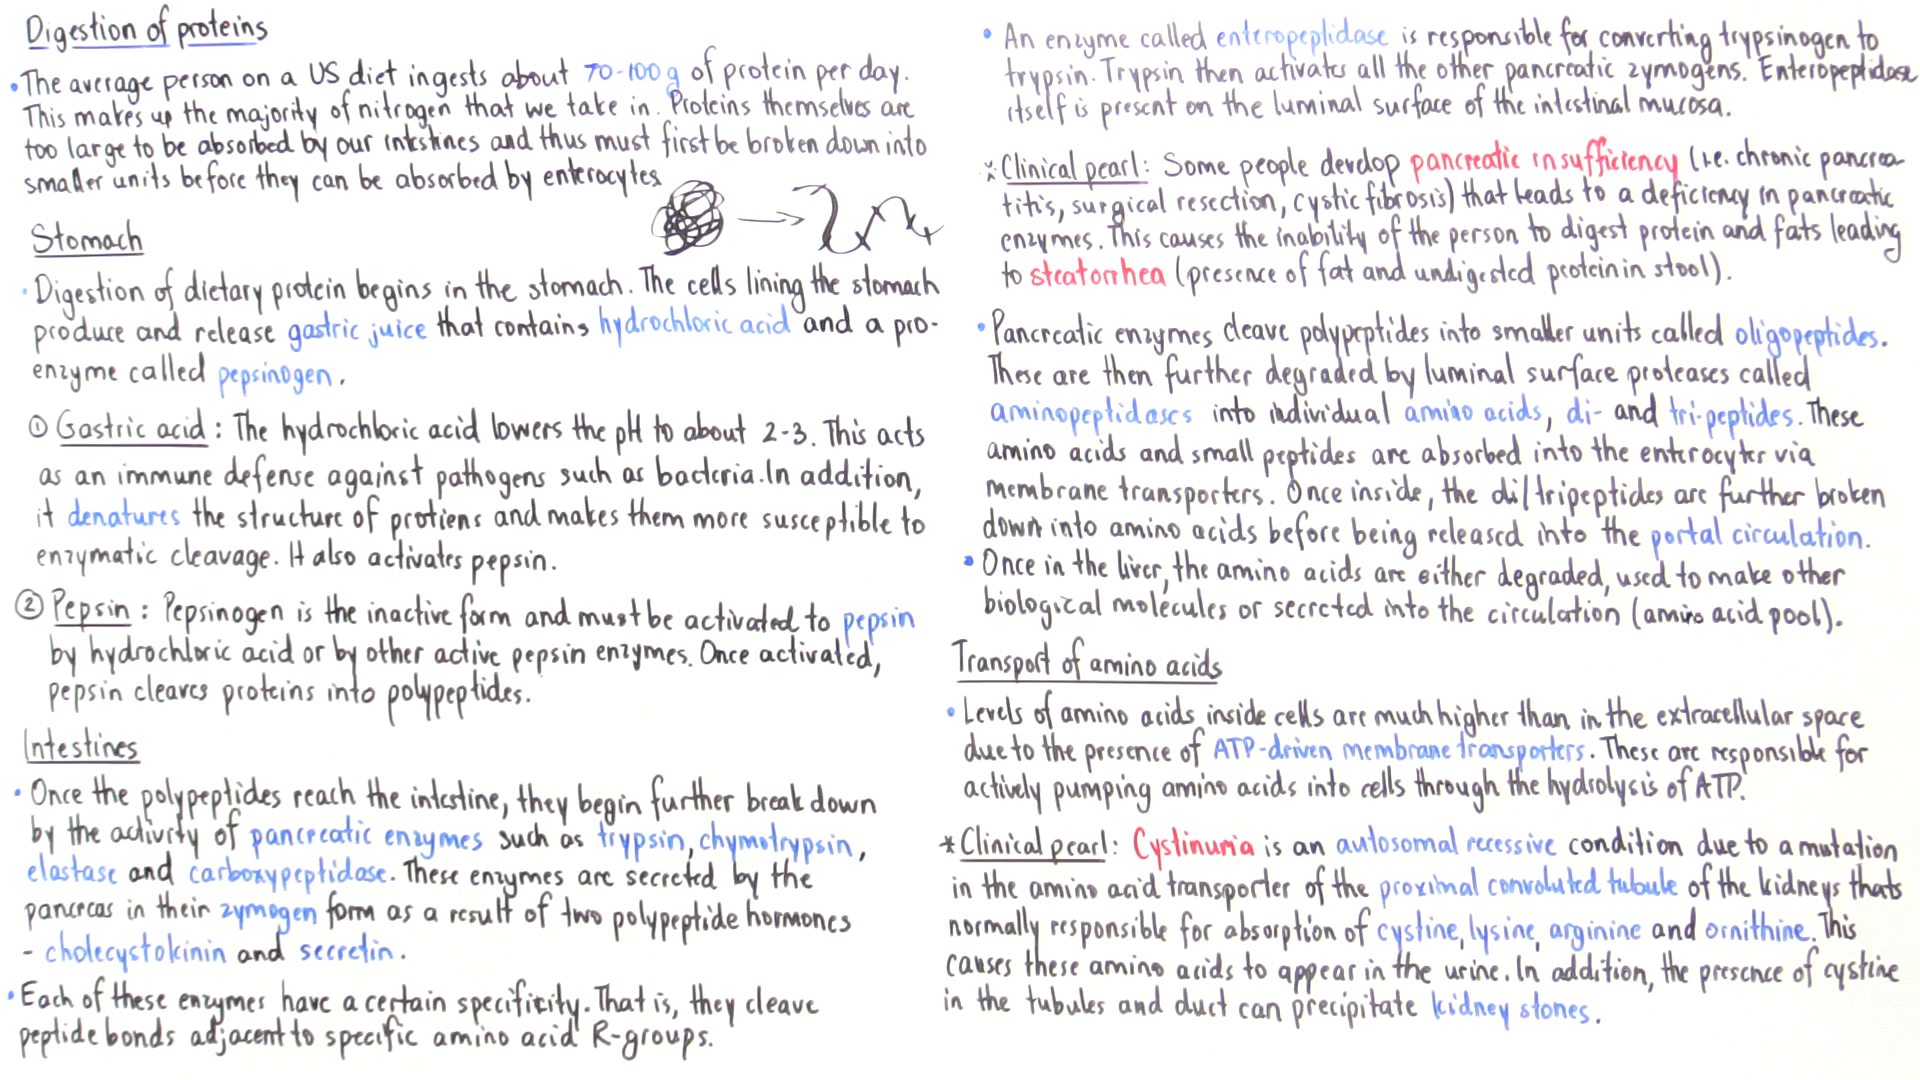 Digestion of proteins
• The average person on a US diet ingests about 70-100g of protein per day.
This makes up the majority of nitrogen that we take in. Proteins themselves are
too large to be absorbed by our intestines and thus must first be broken down into
smaller units before they can be absorbed by enterocytes.
Stomach
• Digestion of dietary protein begins in the stomach. The cells lining the stomach
produce and release gastric juice that contains hydrochloric acid and a pro-
enzyme called pepsinogen.
① Gastric acid: The hydrochloric acid lowers the pH to about 2-3. This acts
as an immune defense against pathogens such as bacteria. In addition,
it denatures the structure of protiens and makes them more susceptible to
enzymatic cleavage. It also activates pepsin.
② Pepsin: Pepsinogen is the inactive form and must be activated to pepsin
by hydrochloric acid or by other active pepsin enzymes. Once activated,
pepsin cleaves proteins into polypeptides.
Intestines
• Once the polypeptides reach the intestine, they begin further break down
by the activity of pancreatic enzymes such as trypsin, chymotrypsin,
elastase and carboxypeptidase. These enzymes are secreted by the
pancreas in their zymogen form as a result of two polypeptide hormones
- cholecystokinin and secretin.
• Each of these enzymes have a certain specificity. That is, they cleave
peptide bonds adjacent to specific amino acid R-groups.
• An enzyme called enteropeptidase is responsible for converting trypsinogen to
trypsin. Trypsin then activates all the other pancreatic zymogens. Enteropeptidase
itself is present on the luminal surface of the intestinal mucosa.
* Clinical pearl: Some people develop pancreatic insufficiency (i.e. chronic pancrea-
titis, surgical resection, cystic fibrosis) that leads to a deficiency in pancreatic
enzymes. This causes the inability of the person to digest protein and fats leading
to steatorrhea (presence of fat and undigested protein in stool).
• Pancreatic enzymes cleave polypeptides into smaller units called oligopeptides.
These are then further degraded by luminal surface proteases called
aminopeptidases into individual amino acids, di- and tri-peptides. These
amino acids and small peptides are absorbed into the enterocytes via
membrane transporters. Once inside, the di/tripeptides are further broken
down into amino acids before being released into the portal circulation.
• Once in the liver, the amino acids are either degraded, used to make other
biological molecules or secreted into the circulation (amino acid pool).
Transport of amino acids
• Levels of amino acids inside cells are much higher than in the extracellular space
due to the presence of ATP-driven membrane transporters. These are responsible for
actively pumping amino acids into cells through the hydrolysis of ATP.
* Clinical pearl: Cystinuria is an autosomal recessive condition due to a mutation
in the amino acid transporter of the proximal convoluted tubule of the kidneys thats
normally responsible for absorption of cystine, lysine, arginine and ornithine. This
causes these amino acids to appear in the urine. In addition, the presence of cystine
in the tubules and duct can precipitate kidney stones.